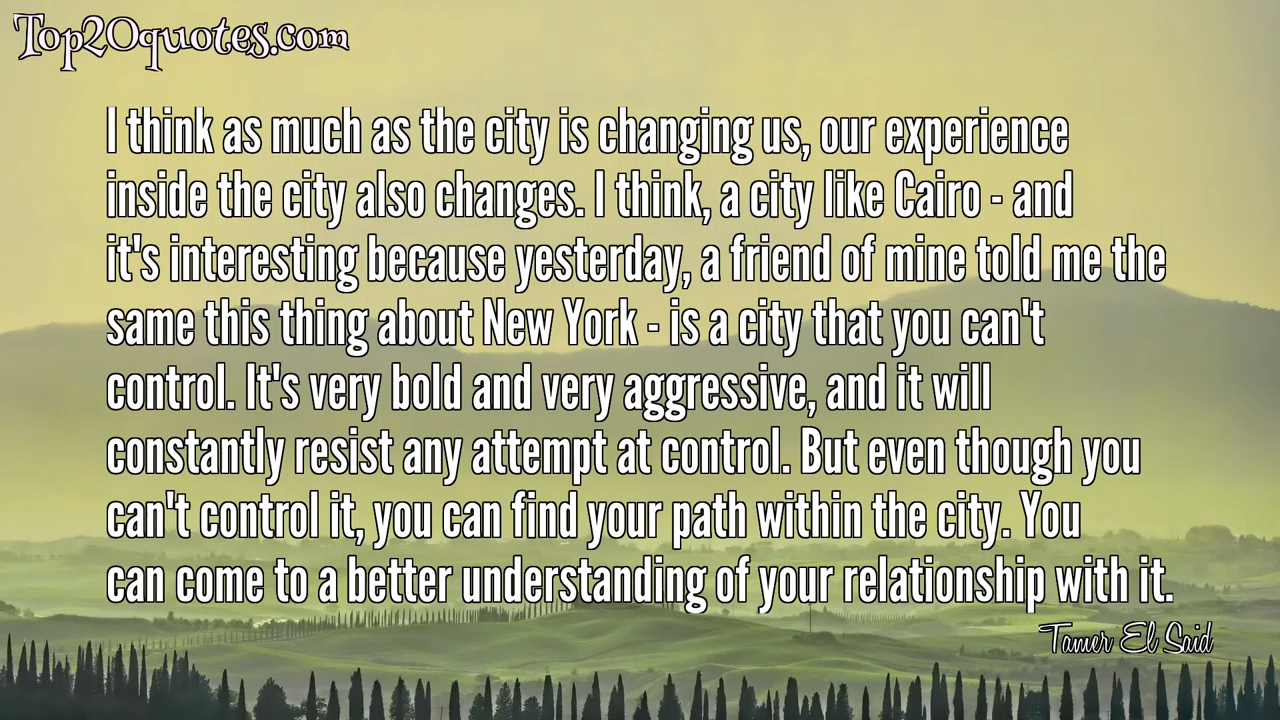 Top20quotes.com
I think as much as the city is changing us, our experience
inside the city also changes. I think, a city like Cairo - and
it's interesting because yesterday, a friend of mine told me the
same this thing about New York - is a city that you can't
control. It's very bold and very aggressive, and it will
constantly resist any attempt at control. But even though you
can't control it, you can find your path within the city. You
can come to a better understanding of your relationship with it.
Tamer El Said